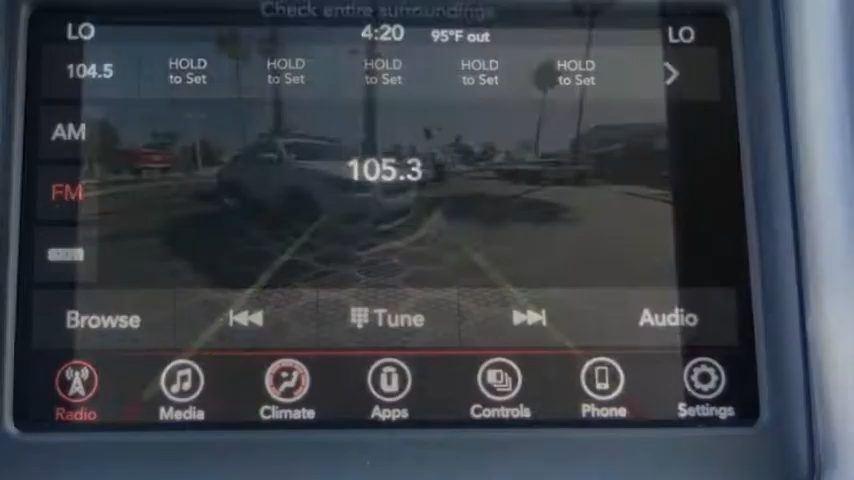 Check entire surroundings
LO 4:20 95°F out LO
104.5 HOLD to Set HOLD to Set HOLD to Set HOLD to Set HOLD to Set
AM
105.3
FM
Browse Tune Audio
Radio Media Climate Apps Controls Phone Settings